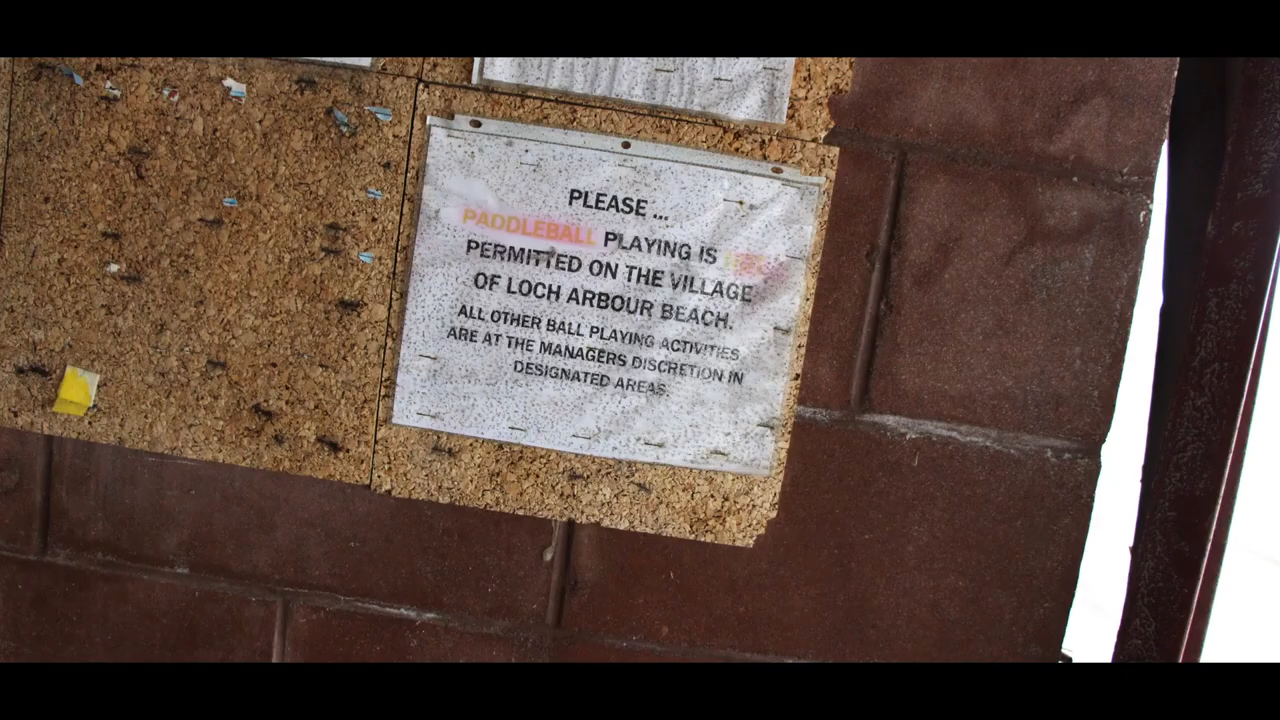 PLEASE ...
PADDLEBALL PLAYING IS
PERMITTED ON THE VILLAGE
OF LOCH ARBOUR BEACH.
ALL OTHER BALL PLAYING ACTIVITIES
ARE AT THE MANAGERS DISCRETION IN
DESIGNATED AREAS.